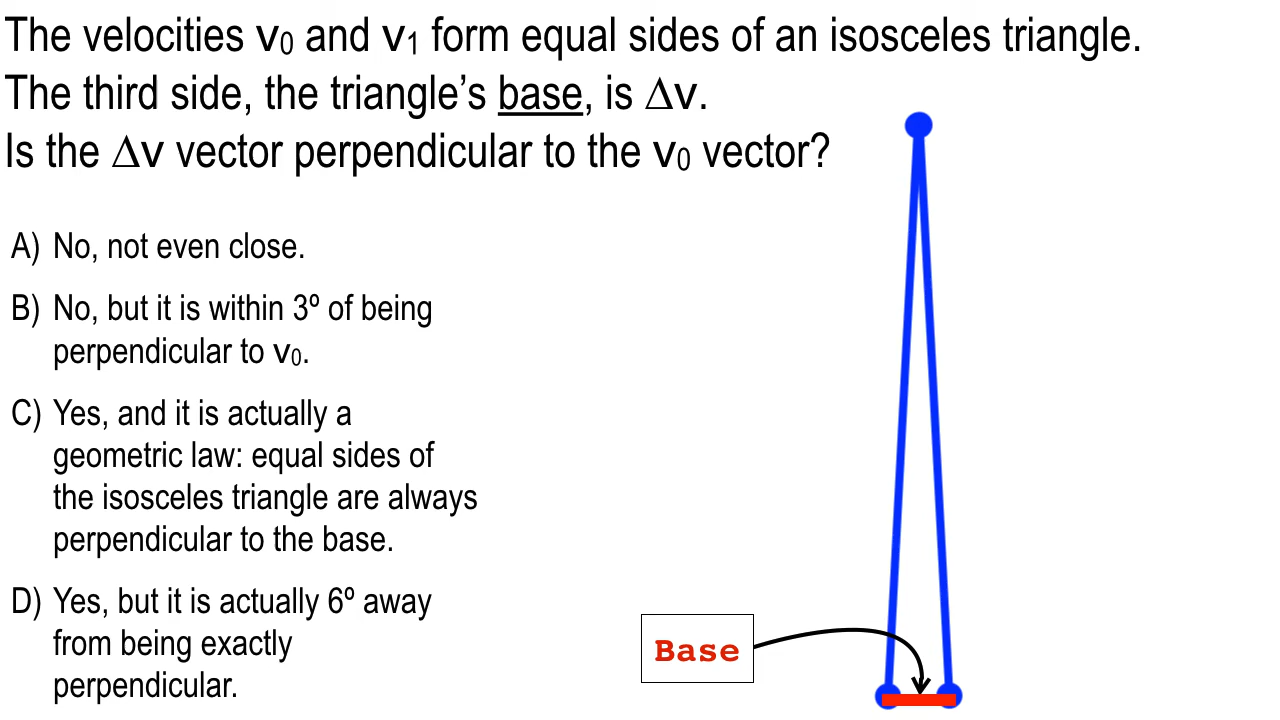 The velocities v₀ and v₁ form equal sides of an isosceles triangle.
The third side, the triangle’s base, is Δv.
Is the Δv vector perpendicular to the v₀ vector?
A) No, not even close.
B) No, but it is within 3º of being
perpendicular to v₀.
C) Yes, and it is actually a
geometric law: equal sides of
the isosceles triangle are always
perpendicular to the base.
D) Yes, but it is actually 6º away
from being exactly
perpendicular.
Base